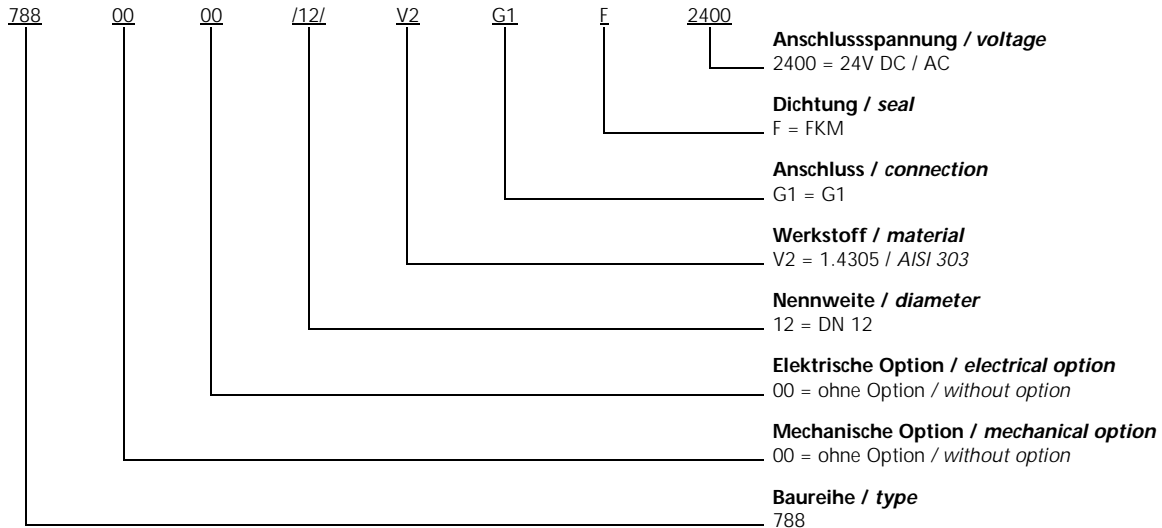 788 00 00 /12/ V2 G1 F 2400
Anschlussspannung / voltage
2400 = 24V DC / AC
Dichtung / seal
F = FKM
Anschluss / connection
G1 = G1
Werkstoff / material
V2 = 1.4305 / AISI 303
Nennweite / diameter
12 = DN 12
Elektrische Option / electrical option
00 = ohne Option / without option
Mechanische Option / mechanical option
00 = ohne Option / without option
Baureihe / type
788